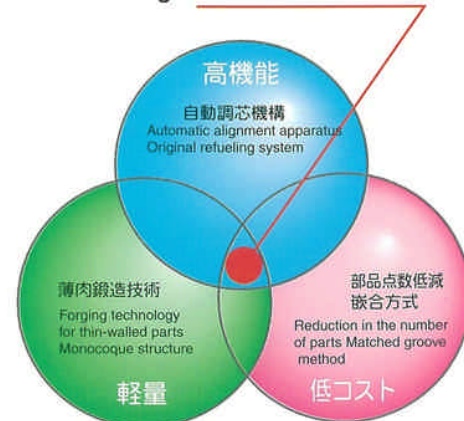 高機能
自動調芯機構
Automatic alignment apparatus
Original refueling system
薄肉鍛造技術
Forging technology
for thin-walled parts
Monocoque structure
軽量
部品点数低減
嵌合方式
Reduction in the number
of parts Matched groove
method
低コスト